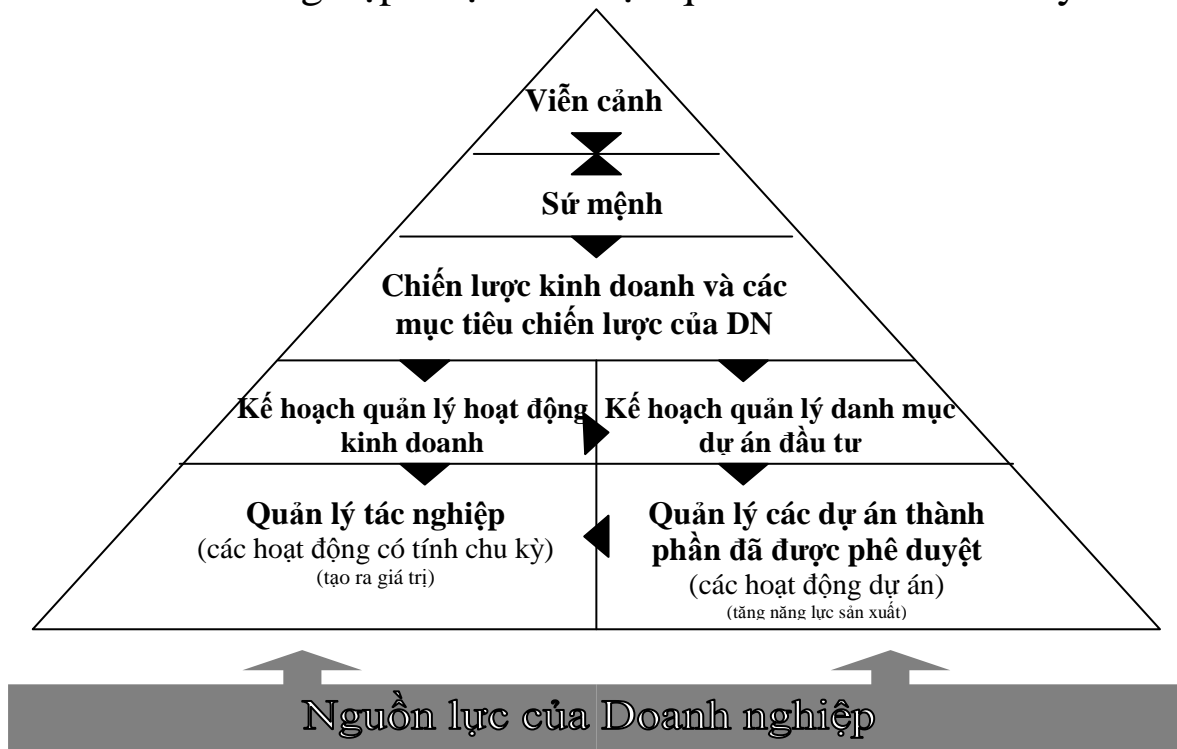 Viễn cảnh
Sứ mệnh
Chiến lược kinh doanh và các
mục tiêu chiến lược của DN
Kế hoạch quản lý hoạt động
kinh doanh
Kế hoạch quản lý danh mục
dự án đầu tư
Quản lý tác nghiệp
(các hoạt động có tính chu kỳ)
(tạo ra giá trị)
Quản lý các dự án thành
phần đã được phê duyệt
(các hoạt động dự án)
(tăng năng lực sản xuất)
Nguồn lực của Doanh nghiệp